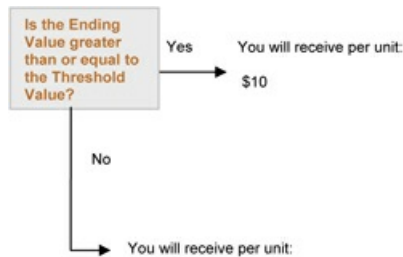 Is the Ending
Value greater
than or equal to
the Threshold
Value?
Yes
You will receive per unit:
$10
No
You will receive per unit: